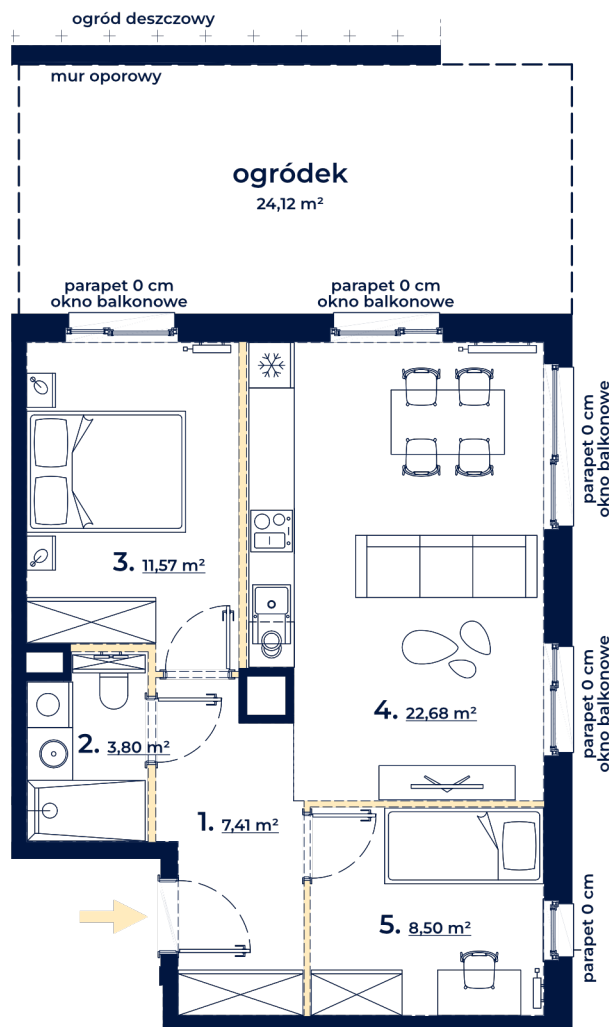 ogród deszczowy
mur oporowy
ogródek
24,12 m²
parapet 0 cm
okno balkonowe
parapet 0 cm
okno balkonowe
parapet 0 cm
okno balkonowe
3. 11,57 m²
parapet 0 cm
okno balkonowe
4. 22,68 m²
2. 3,80 m²
1. 7,41 m²
5. 8,50 m²
parapet 0 cm